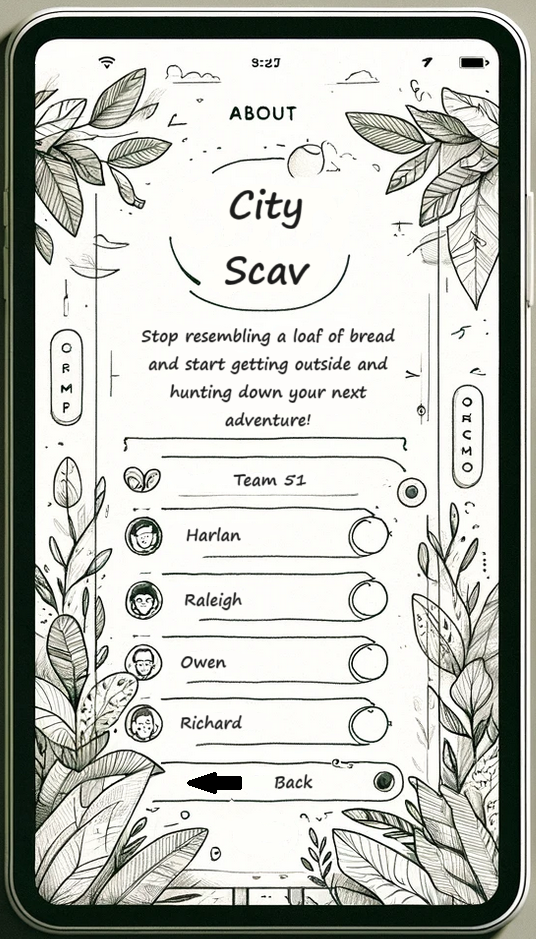 9:27
ABOUT
City
Scav
Stop resembling a loaf of bread
and start getting outside and
hunting down your next
adventure!
O
R
M
P
Team 51
Harlan
Raleigh
Owen
Richard
Back